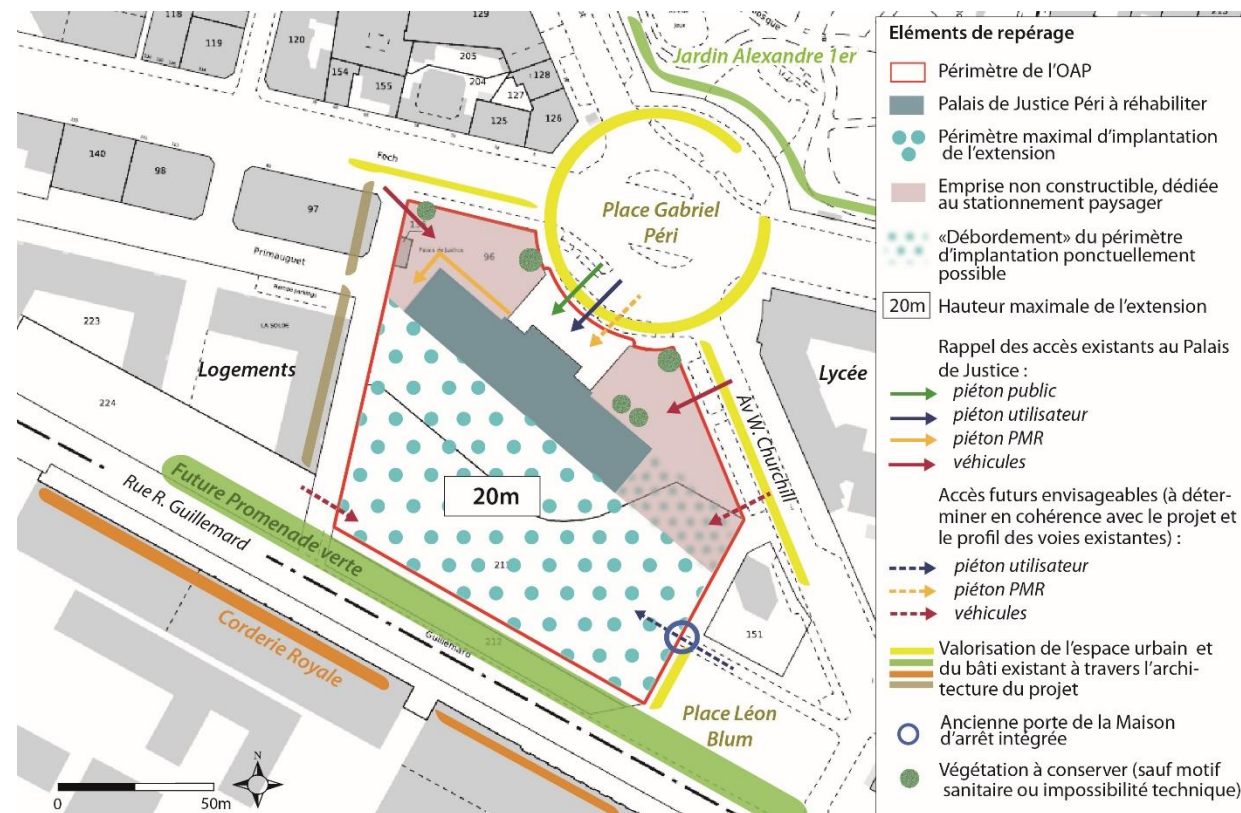 118
119
120
129
205
204
154
155
127
128
125
126
Jardin Alexandre 1er
140
98
97
Foch
Place Gabriel
Péri
Primauguet
Palais de Justice
96
223
LA SOLDE
Logements
224
Lycée
Av W. Churchill
20m
Future Promenade verte
Rue R. Guillemard
Guillemard
Corderie Royale
151
Place Léon
Blum
N
0
50m
Eléments de repérage
Périmètre de l'OAP
Palais de Justice Péri à réhabiliter
Périmètre maximal d'implantation
de l'extension
Emprise non constructible, dédiée
au stationnement paysager
«Débordement» du périmètre
d'implantation ponctuellement
possible
20m Hauteur maximale de l'extension
Rappel des accès existants au Palais
de Justice :
piéton public
piéton utilisateur
piéton PMR
véhicules
Accès futurs envisageables (à déter-
miner en cohérence avec le projet et
le profil des voies existantes) :
piéton utilisateur
piéton PMR
véhicules
Valorisation de l'espace urbain et
du bâti existant à travers l'archi-
tecture du projet
Ancienne porte de la Maison
d'arrêt intégrée
Végétation à conserver (sauf motif
sanitaire ou impossibilité technique)